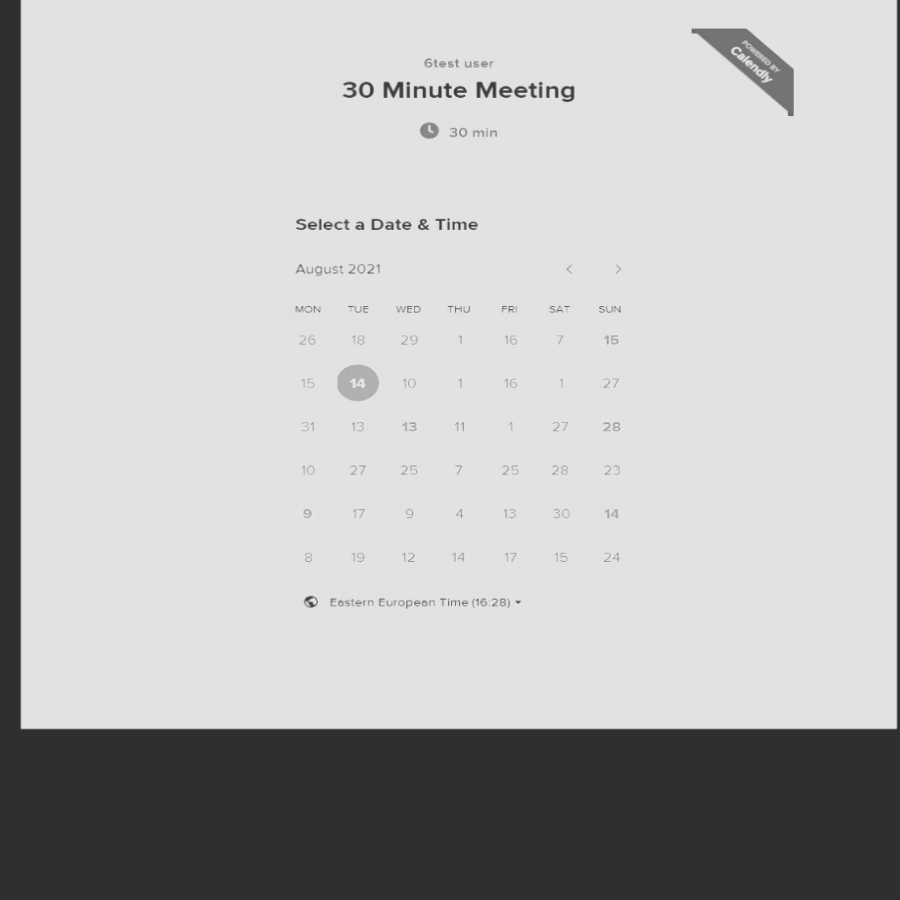 POWERED BY
Calendly
6test user
30 Minute Meeting
30 min
Select a Date & Time
August 2021
MON TUE WED THU FRI SAT SUN
26 18 29 1 16 7 15
15 14 10 1 16 1 27
31 13 13 11 1 27 28
10 27 25 7 25 28 23
9 17 9 4 13 30 14
8 19 12 14 17 15 24
Eastern European Time (16:28)